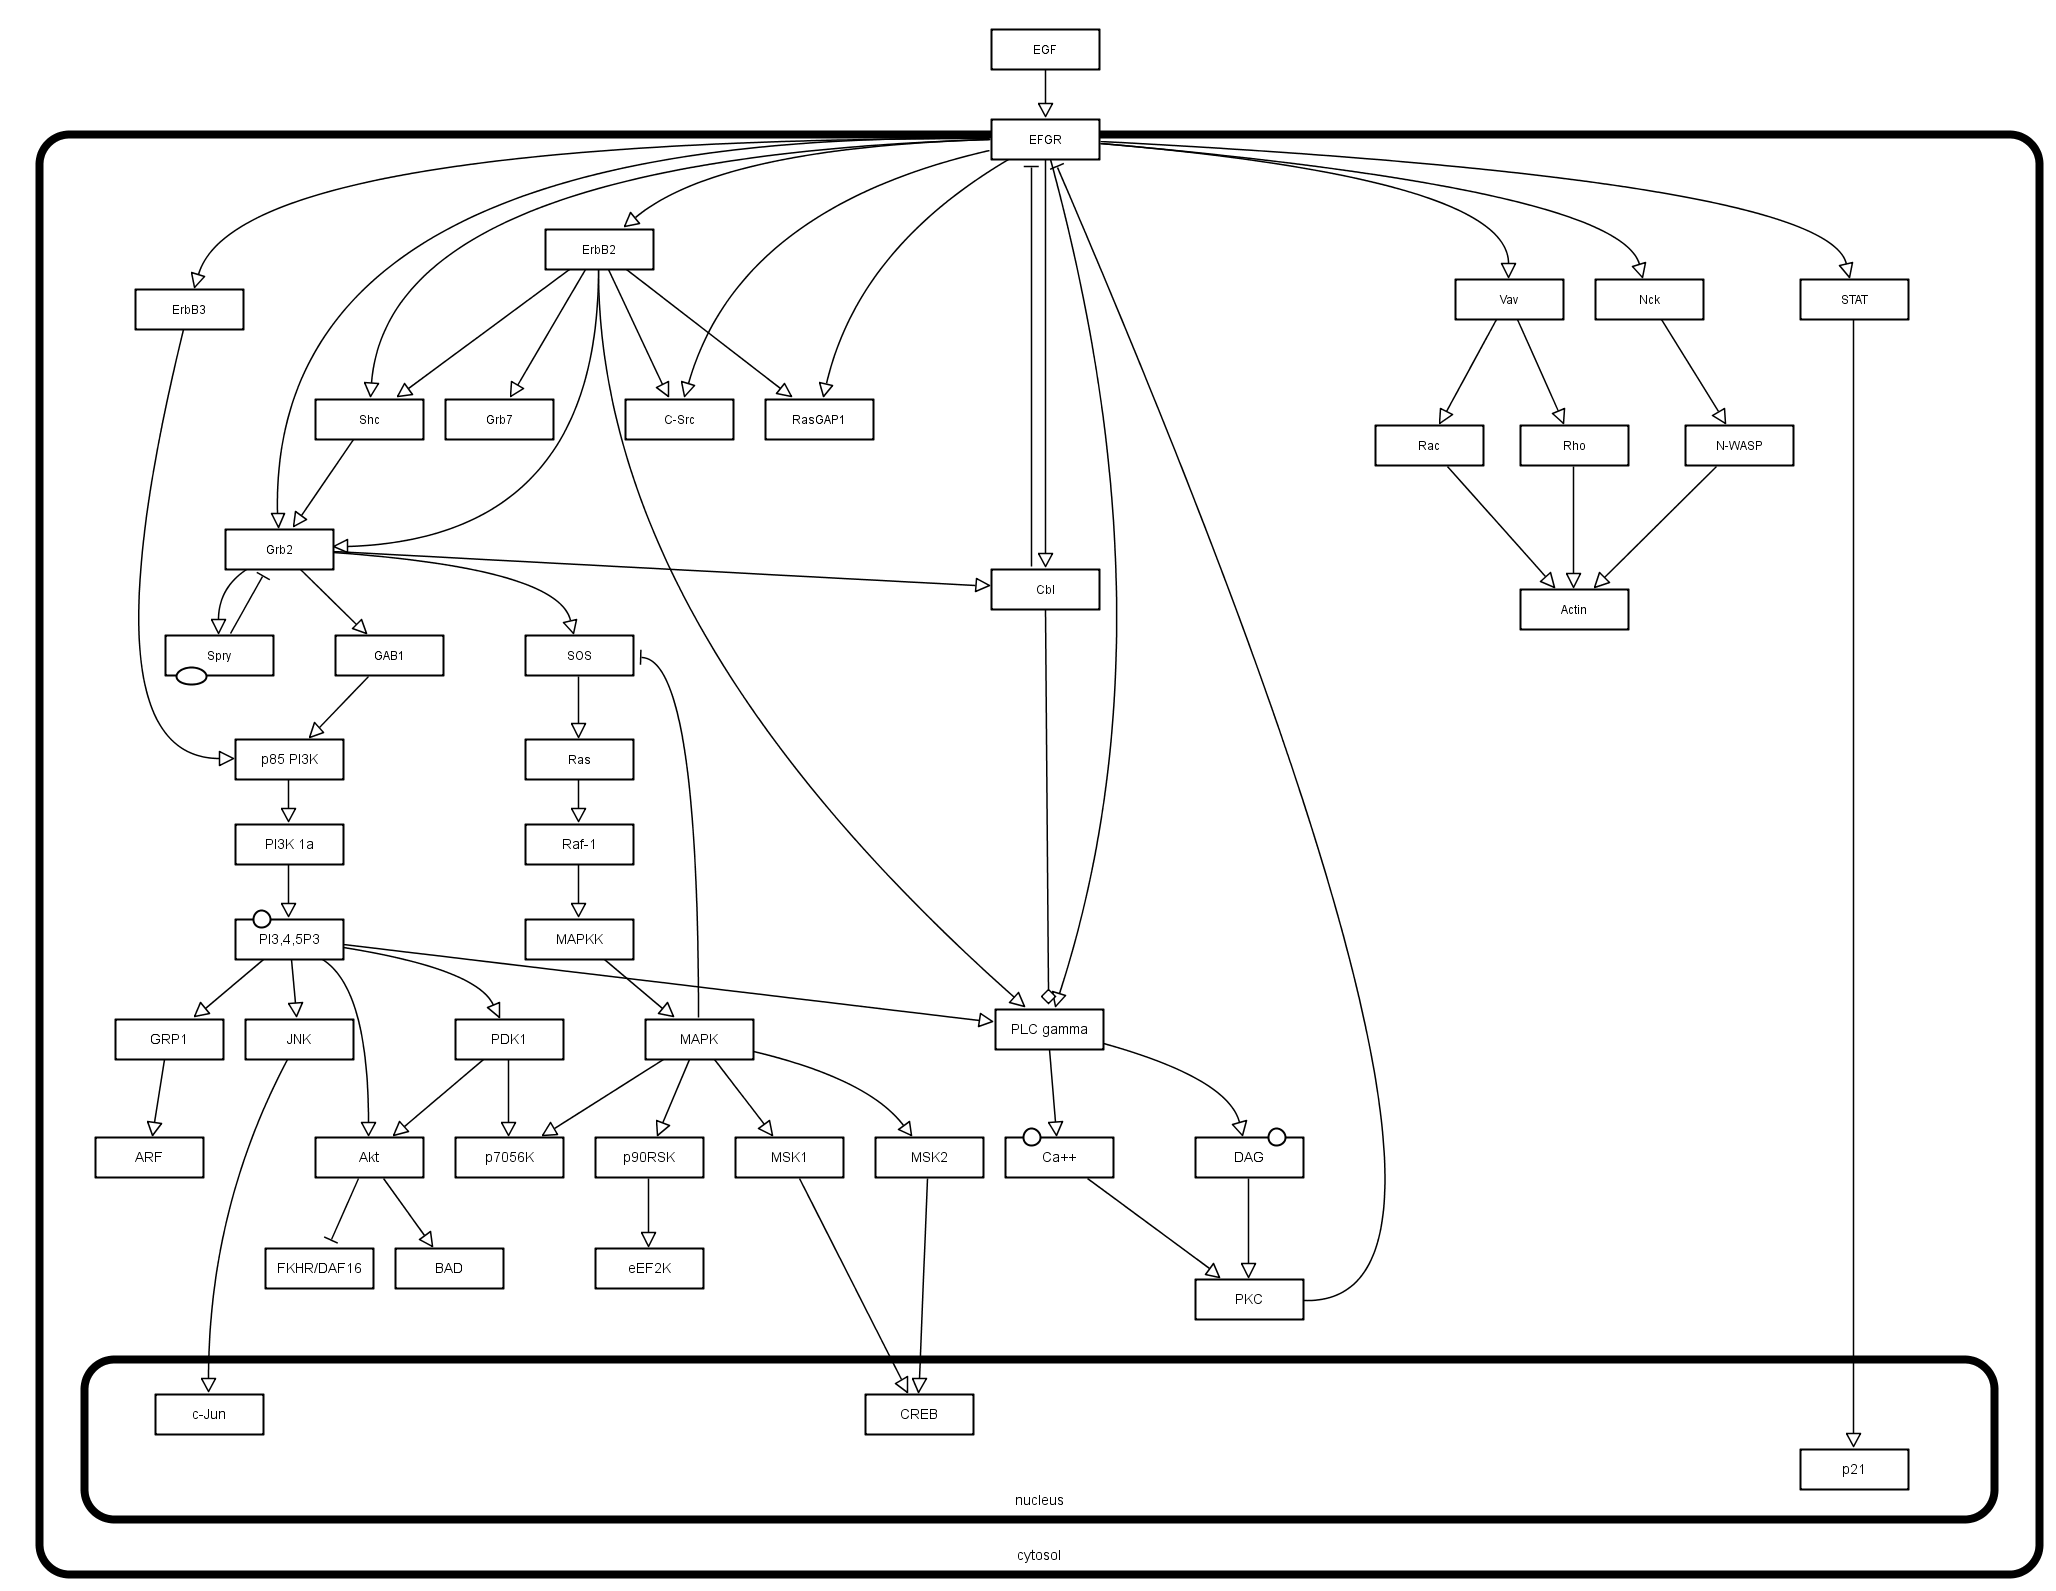 EGF
EFGR
ErbB2
ErbB3
Vav
Nck
STAT
Shc
Grb7
C-Src
RasGAP1
Rac
Rho
N-WASP
Grb2
Cbl
Actin
Spry
GAB1
SOS
p85 PI3K
Ras
PI3K 1a
Raf-1
PI3,4,5P3
MAPKK
GRP1
JNK
PDK1
MAPK
PLC gamma
ARF
Akt
p7056K
p90RSK
MSK1
MSK2
Ca++
DAG
FKHR/DAF16
BAD
eEF2K
PKC
c-Jun
CREB
p21
nucleus
cytosol